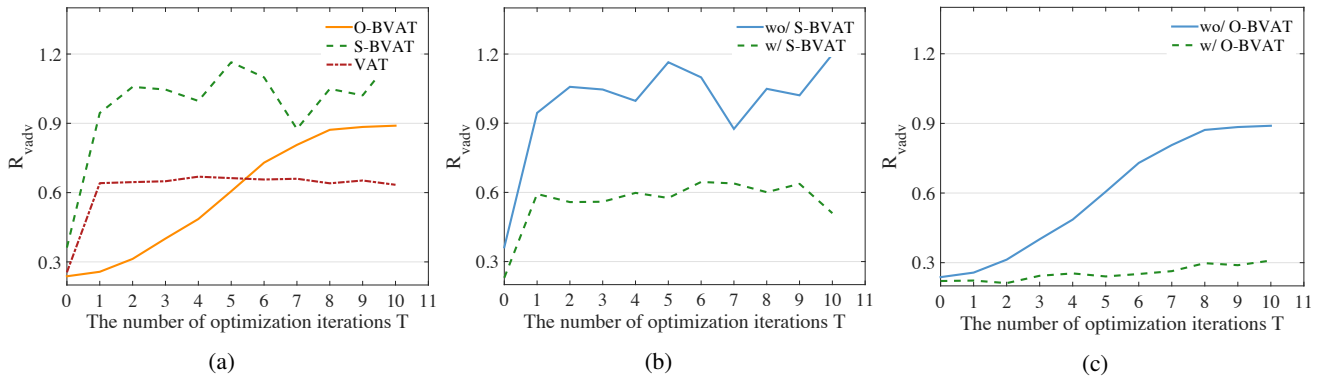 O-BVAT
S-BVAT
VAT
1.2
0.9
0.6
0.3
R_vadv
0 1 2 3 4 5 6 7 8 9 10 11
The number of optimization iterations T
(a)
wo/ S-BVAT
w/ S-BVAT
1.2
0.9
0.6
0.3
R_vadv
0 1 2 3 4 5 6 7 8 9 10 11
The number of optimization iterations T
(b)
wo/ O-BVAT
w/ O-BVAT
1.2
0.9
0.6
0.3
R_vadv
0 1 2 3 4 5 6 7 8 9 10 11
The number of optimization iterations T
(c)